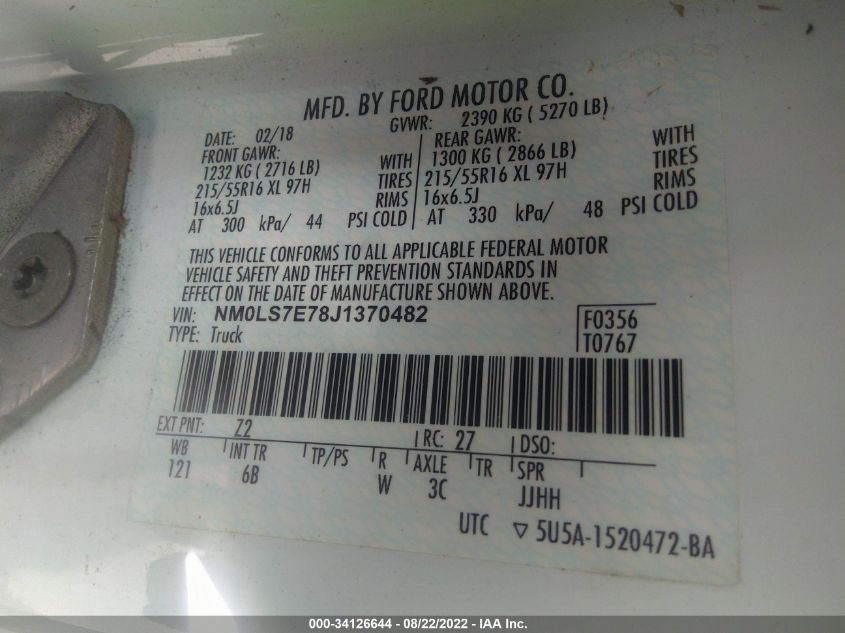 MFD. BY FORD MOTOR CO.
DATE: 02/18 GVWR: 2390 KG ( 5270 LB)
FRONT GAWR: REAR GAWR:
1232 KG ( 2716 LB) WITH 1300 KG ( 2866 LB) WITH
215/55R16 XL 97H TIRES 215/55R16 XL 97H TIRES
16x6.5J RIMS 16x6.5J RIMS
AT 300 kPa/ 44 PSI COLD AT 330 kPa/ 48 PSI COLD
THIS VEHICLE CONFORMS TO ALL APPLICABLE FEDERAL MOTOR
VEHICLE SAFETY AND THEFT PREVENTION STANDARDS IN
EFFECT ON THE DATE OF MANUFACTURE SHOWN ABOVE.
VIN: NM0LS7E78J1370482
TYPE: Truck
F0356
T0767
EXT PNT: Z2 RC: 27 DSO:
WB INT TR TP/PS R AXLE TR SPR
121 6B W 3C JJHH
UTC ▽ 5U5A-1520472-BA
000-34126644 - 08/22/2022 - IAA Inc.